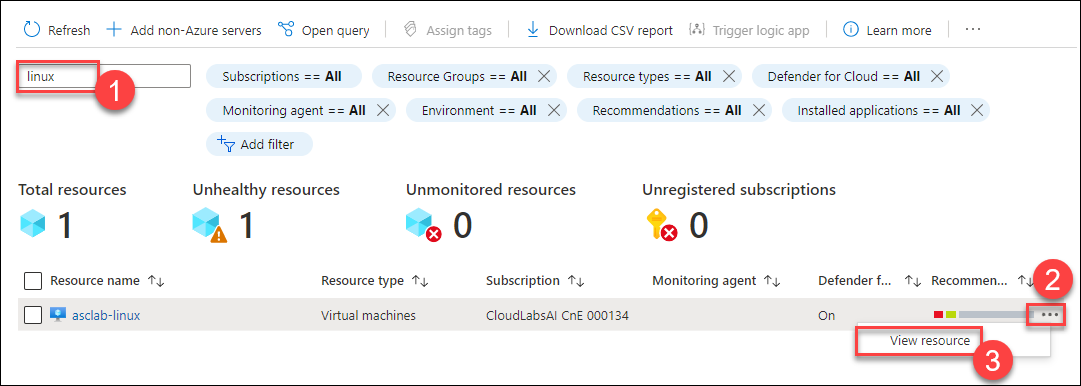 Refresh Add non-Azure servers Open query Assign tags Download CSV report Trigger logic app Learn more ...
linux 1 Subscriptions == All Resource Groups == All Resource types == All Defender for Cloud == All
Monitoring agent == All Environment == All Recommendations == All Installed applications == All
Add filter
Total resources Unhealthy resources Unmonitored resources Unregistered subscriptions
1 1 0 0
Resource name Resource type Subscription Monitoring agent Defender f... Recommen... 2
asclab-linux Virtual machines CloudLabsAI CnE 000134 On ...
View resource 3